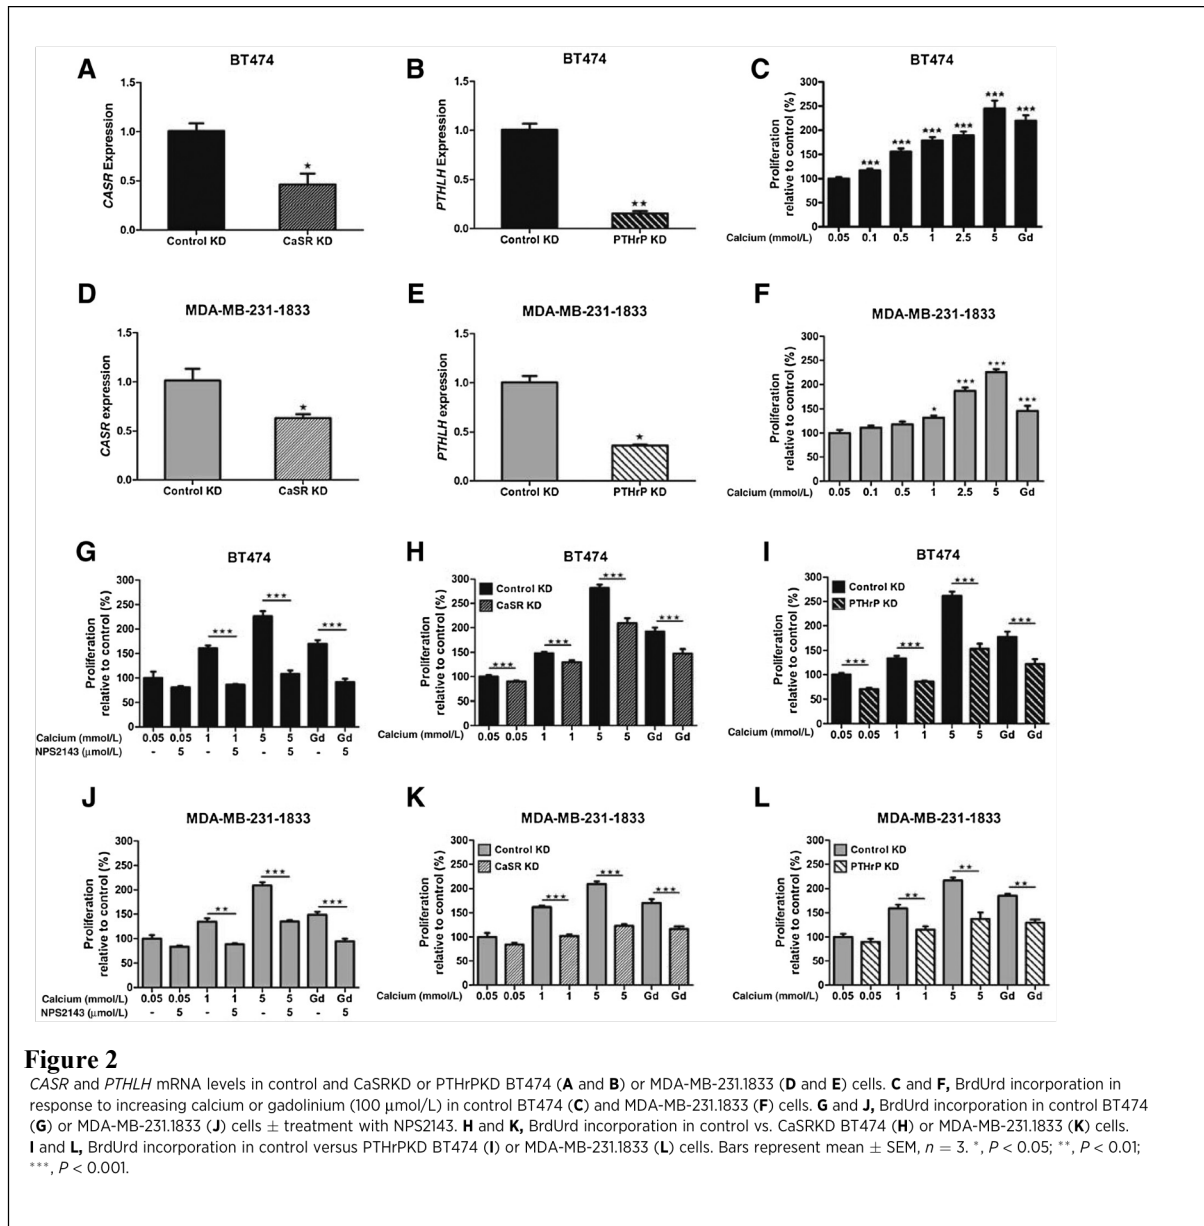 A
BT474
CASR Expression
1.5
1.0
0.5
0.0
★
Control KD
CaSR KD
B
BT474
PTHLH Expression
1.5
1.0
0.5
0.0
★★
Control KD
PTHrP KD
C
BT474
Proliferation
relative to control (%)
300
250
200
150
100
50
0
★★★ ★★★ ★★★ ★★★ ★★★ ★★★
Calcium (mmol/L) 0.05 0.1 0.5 1 2.5 5 Gd
D
MDA-MB-231-1833
CASR expression
1.5
1.0
0.5
0.0
★
Control KD
CaSR KD
E
MDA-MB-231-1833
PTHLH expression
1.5
1.0
0.5
0.0
★
Control KD
PTHrP KD
F
MDA-MB-231-1833
Proliferation
relative to control (%)
300
250
200
150
100
50
0
★ ★★★ ★★★ ★★★
Calcium (mmol/L) 0.05 0.1 0.5 1 2.5 5 Gd
G
BT474
Proliferation
relative to control (%)
300
250
200
150
100
50
0
★★★ ★★★ ★★★
Calcium (mmol/L) 0.05 0.05 1 1 5 5 Gd Gd
NPS2143 (μmol/L) - 5 - 5 - 5 - 5
H
BT474
Proliferation
relative to control (%)
300
250
200
150
100
50
0
Control KD
CaSR KD
★★★ ★★★ ★★★ ★★★
Calcium (mmol/L) 0.05 0.05 1 1 5 5 Gd Gd
I
BT474
Proliferation
relative to control (%)
300
250
200
150
100
50
0
Control KD
PTHrP KD
★★★ ★★★ ★★★ ★★★
Calcium (mmol/L) 0.05 0.05 1 1 5 5 Gd Gd
J
MDA-MB-231-1833
Proliferation
relative to control (%)
300
250
200
150
100
50
0
★★ ★★★ ★★★
Calcium (mmol/L) 0.05 0.05 1 1 5 5 Gd Gd
NPS2143 (μmol/L) - 5 - 5 - 5 - 5
K
MDA-MB-231-1833
Proliferation
relative to control (%)
300
250
200
150
100
50
0
Control KD
CaSR KD
★★★ ★★★ ★★★
Calcium (mmol/L) 0.05 0.05 1 1 5 5 Gd Gd
L
MDA-MB-231-1833
Proliferation
relative to control (%)
300
250
200
150
100
50
0
Control KD
PTHrP KD
★★ ★★ ★★
Calcium (mmol/L) 0.05 0.05 1 1 5 5 Gd Gd
Figure 2
CASR and PTHLH mRNA levels in control and CaSRKD or PTHrPKD BT474 (A and B) or MDA-MB-231.1833 (D and E) cells. C and F, BrdUrd incorporation in
response to increasing calcium or gadolinium (100 μmol/L) in control BT474 (C) and MDA-MB-231.1833 (F) cells. G and J, BrdUrd incorporation in control BT474
(G) or MDA-MB-231.1833 (J) cells ± treatment with NPS2143. H and K, BrdUrd incorporation in control vs. CaSRKD BT474 (H) or MDA-MB-231.1833 (K) cells.
I and L, BrdUrd incorporation in control versus PTHrPKD BT474 (I) or MDA-MB-231.1833 (L) cells. Bars represent mean ± SEM, n = 3. *, P < 0.05; **, P < 0.01;
***, P < 0.001.